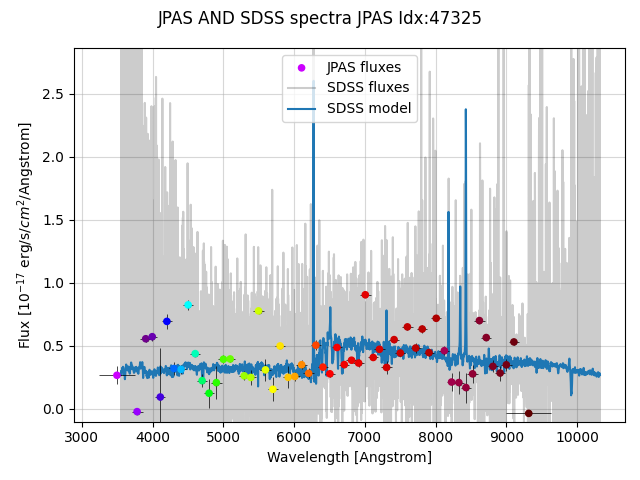 JPAS AND SDSS spectra JPAS Idx:47325
JPAS fluxes
SDSS fluxes
SDSS model
Flux [10⁻¹⁷ erg/s/cm²/Angstrom]
2.5
2.0
1.5
1.0
0.5
0.0
3000 4000 5000 6000 7000 8000 9000 10000
Wavelength [Angstrom]